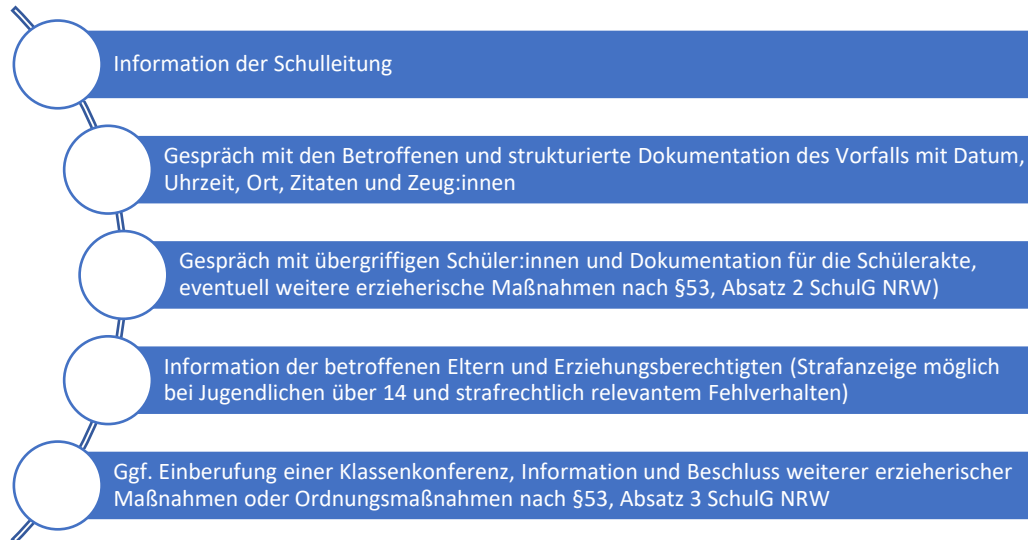 Information der Schulleitung
Gespräch mit den Betroffenen und strukturierte Dokumentation des Vorfalls mit Datum,
Uhrzeit, Ort, Zitaten und Zeug:innen
Gespräch mit übergriffigen Schüler:innen und Dokumentation für die Schülerakte,
eventuell weitere erzieherische Maßnahmen nach §53, Absatz 2 SchulG NRW)
Information der betroffenen Eltern und Erziehungsberechtigten (Strafanzeige möglich
bei Jugendlichen über 14 und strafrechtlich relevantem Fehlverhalten)
Ggf. Einberufung einer Klassenkonferenz, Information und Beschluss weiterer erzieherischer
Maßnahmen oder Ordnungsmaßnahmen nach §53, Absatz 3 SchulG NRW